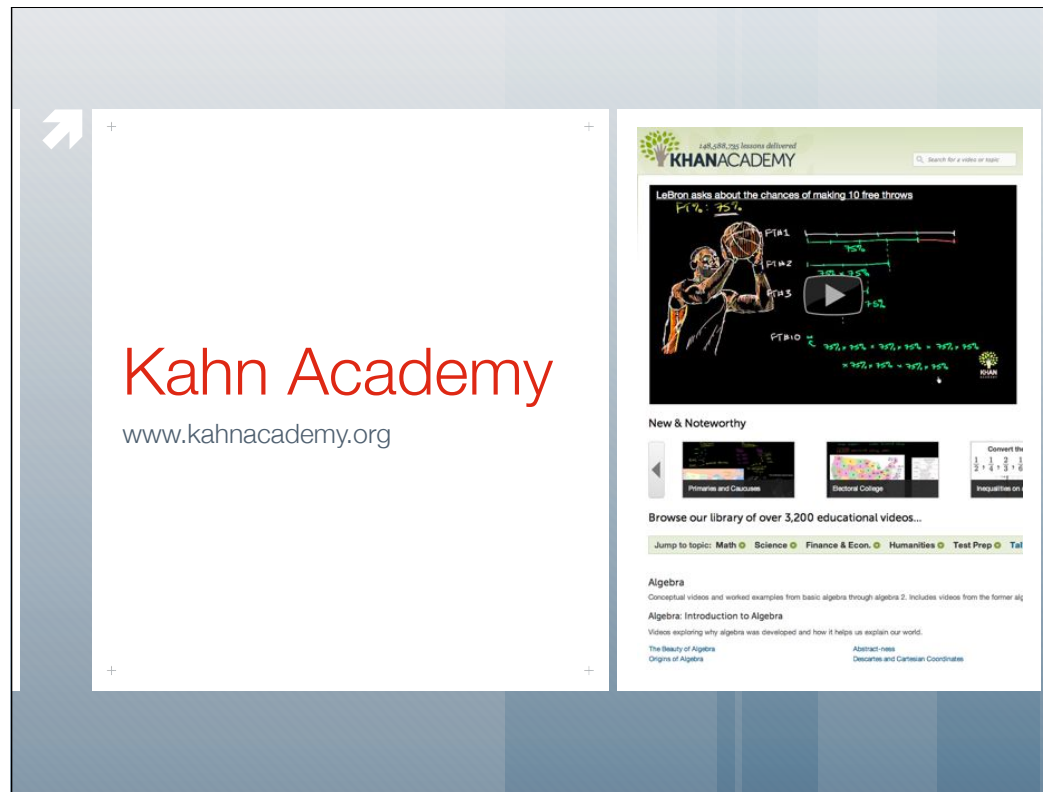 Kahn Academy
www.kahnacademy.org
148,588,735 lessons delivered
KHANACADEMY
Search for a video or topic
LeBron asks about the chances of making 10 free throws
FT%: 75%
FT#1
75%
FT#2
75% × 75%
FT#3
75%
FT#10
75% × 75% × 75% × 75% × 75% × 75%
× 75% × 75% × 75% × 75%
KHAN
ACADEMY
New & Noteworthy
Primaries and Caucuses
Electoral College
Convert the
Inequalities on a
Browse our library of over 3,200 educational videos...
Jump to topic: Math Science Finance & Econ. Humanities Test Prep Tal
Algebra
Conceptual videos and worked examples from basic algebra through algebra 2. Includes videos from the former alg
Algebra: Introduction to Algebra
Videos exploring why algebra was developed and how it helps us explain our world.
The Beauty of Algebra
Abstract-ness
Origins of Algebra
Descartes and Cartesian Coordinates